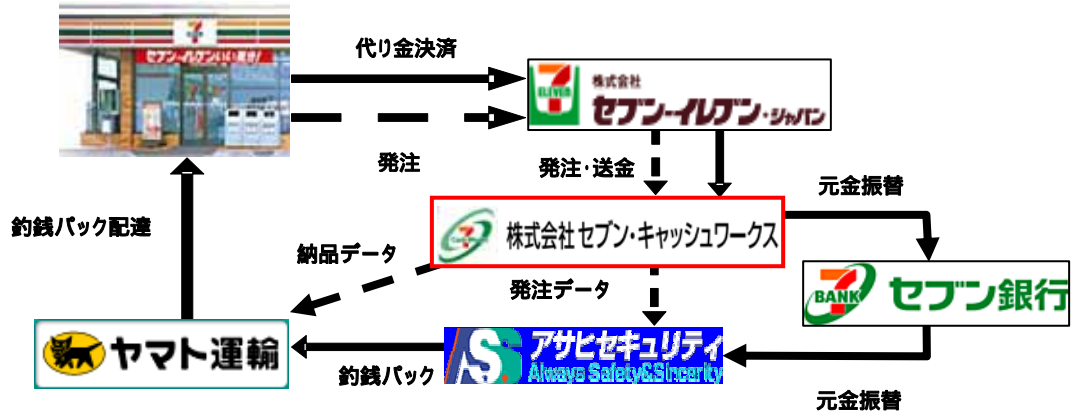 セブン-イレブンいい気分!
代り金決済
ELEVEN
株式会社
セブン-イレブン・ジャパン
発注
発注・送金
元金振替
釣銭パック配達
株式会社 セブン・キャッシュワークス
納品データ
発注データ
BANK
セブン銀行
ヤマト運輸
アサヒセキュリティ
Always Safety&Sincerity
釣銭パック
元金振替